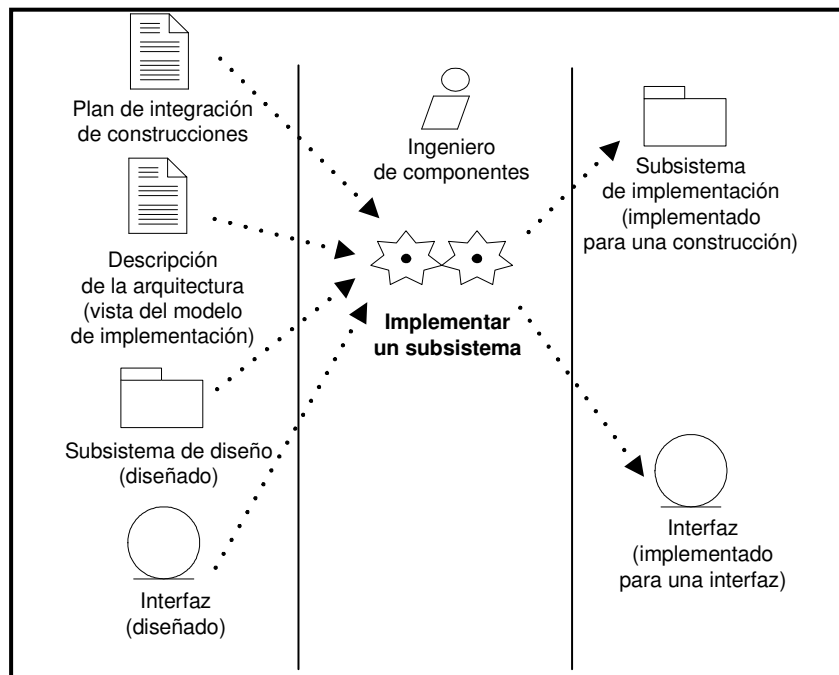 Plan de integración
de construcciones
Descripción
de la arquitectura
(vista del modelo
de implementación)
Subsistema de diseño
(diseñado)
Interfaz
(diseñado)
Ingeniero
de componentes
Implementar
un subsistema
Subsistema
de implementación
(implementado
para una construcción)
Interfaz
(implementado
para una interfaz)